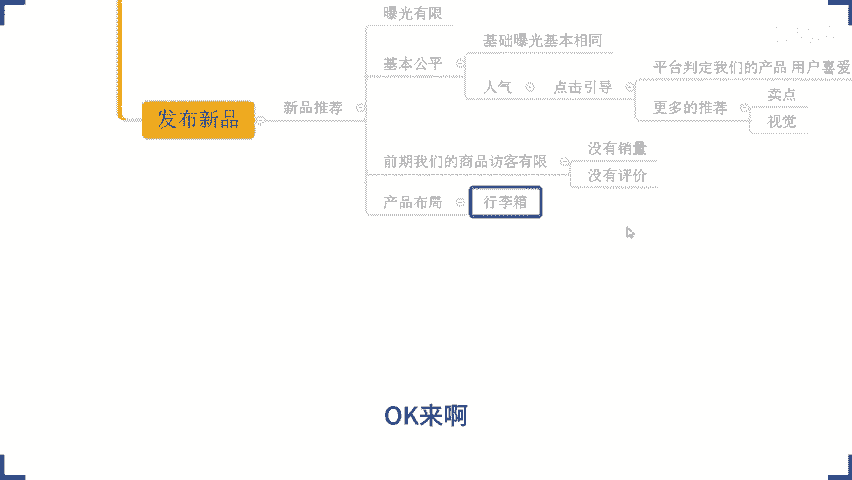 曝光有限
基础曝光基本相同
基本公平
平台判定我们的产品 用户喜爱
人气
点击引导
卖点
更多的推荐
视觉
发布新品
新品推荐
没有销量
前期我们的商品访客有限
没有评价
产品布局
行李箱
OK来啊